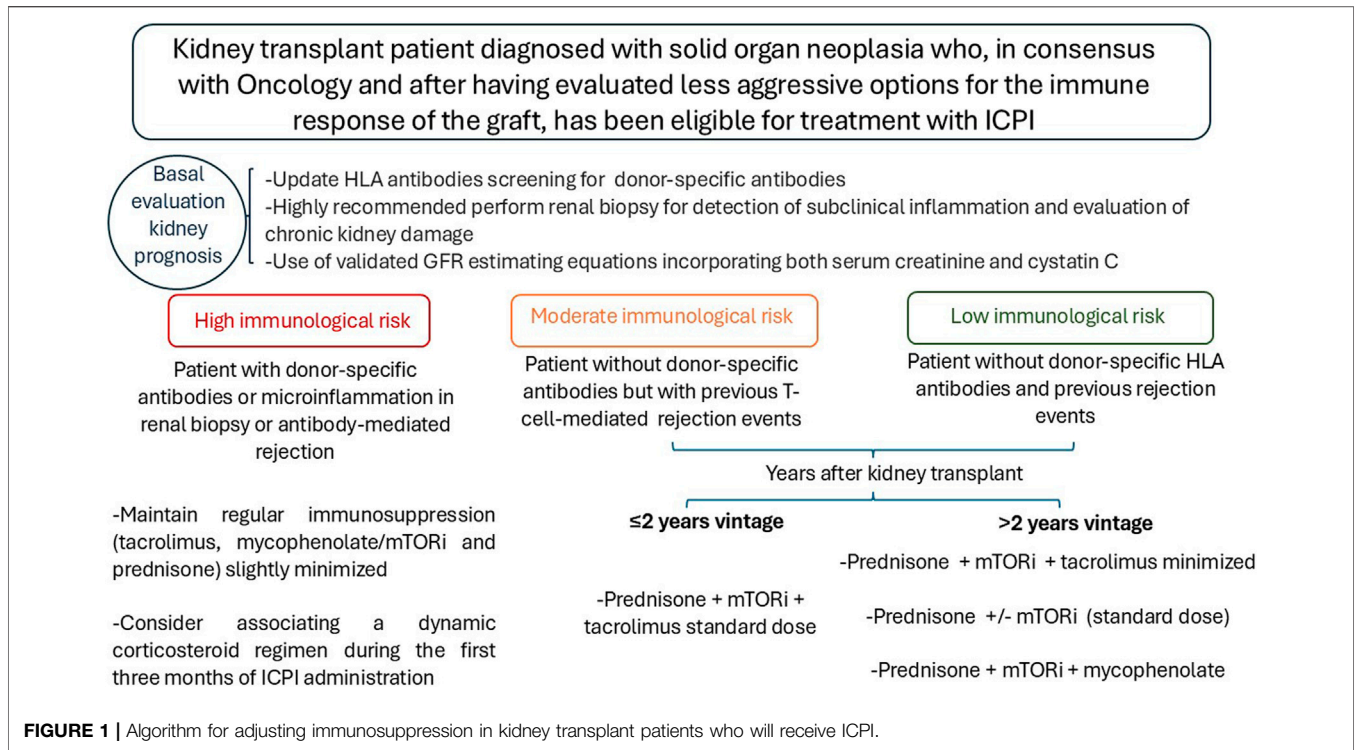 Kidney transplant patient diagnosed with solid organ neoplasia who, in consensus
with Oncology and after having evaluated less aggressive options for the immune
response of the graft, has been eligible for treatment with ICPI
Basal
evaluation
kidney
prognosis
-Update HLA antibodies screening for donor-specific antibodies
-Highly recommended perform renal biopsy for detection of subclinical inflammation and evaluation of
chronic kidney damage
-Use of validated GFR estimating equations incorporating both serum creatinine and cystatin C
High immunological risk
Patient with donor-specific
antibodies or microinflammation in
renal biopsy or antibody-mediated
rejection
-Maintain regular immunosuppression
(tacrolimus, mycophenolate/mTORi and
prednisone) slightly minimized
-Consider associating a dynamic
corticosteroid regimen during the first
three months of ICPI administration
Moderate immunological risk
Patient without donor-specific
antibodies but with previous T-
cell-mediated rejection events
Low immunological risk
Patient without donor-specific HLA
antibodies and previous rejection
events
Years after kidney transplant
≤2 years vintage
-Prednisone + mTORi +
tacrolimus standard dose
>2 years vintage
-Prednisone + mTORi + tacrolimus minimized
-Prednisone +/- mTORi (standard dose)
-Prednisone + mTORi + mycophenolate
FIGURE 1 | Algorithm for adjusting immunosuppression in kidney transplant patients who will receive ICPI.